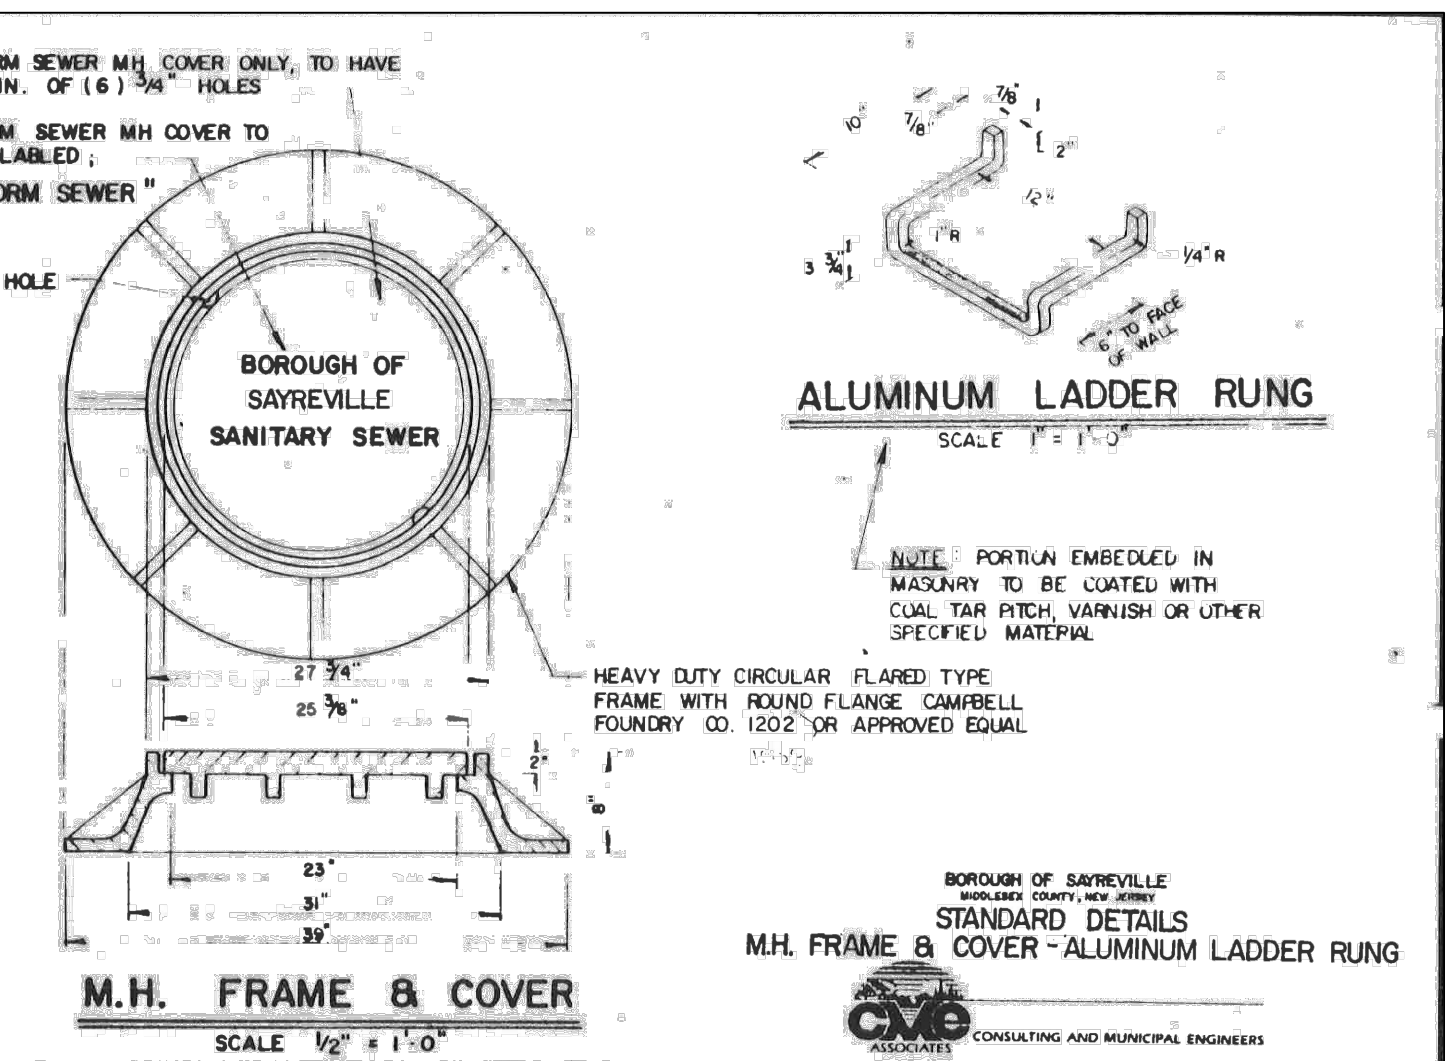 RM SEWER MH COVER ONLY, TO HAVE
IN. OF (6) 3/4" HOLES
M SEWER MH COVER TO
LABLED ;
ORM SEWER "
HOLE
BOROUGH OF
SAYREVILLE
SANITARY SEWER
27 3/4"
25 3/8"
HEAVY DUTY CIRCULAR FLARED TYPE
FRAME WITH ROUND FLANGE CAMPBELL
FOUNDRY CO. 1202 OR APPROVED EQUAL
2"
8"
23"
31"
39"
M.H. FRAME & COVER
SCALE 1/2" = 1'-0"
10"
7/8"
7/8"
2"
12"
1" R
3 3/4"
1/4" R
6" TO FACE
OF WALL
ALUMINUM LADDER RUNG
SCALE 1" = 1'-0"
NOTE : PORTION EMBEDDED IN
MASONRY TO BE COATED WITH
COAL TAR PITCH, VARNISH OR OTHER
SPECIFIED MATERIAL
BOROUGH OF SAYREVILLE
MIDDLESEX COUNTY, NEW JERSEY
STANDARD DETAILS
M.H. FRAME & COVER - ALUMINUM LADDER RUNG
CME
ASSOCIATES
CONSULTING AND MUNICIPAL ENGINEERS